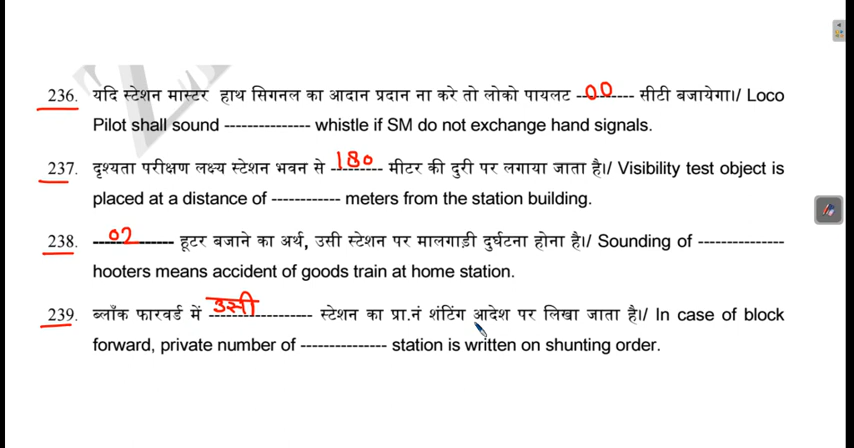 236. यदि स्टेशन मास्टर हाथ सिगनल का आदान प्रदान ना करे तो लोको पायलट --00------- सीटी बजायेगा।/ Loco
Pilot shall sound --------------- whistle if SM do not exchange hand signals.
237. दृश्यता परीक्षण लक्ष्य स्टेशन भवन से --180------ मीटर की दुरी पर लगाया जाता है।/ Visibility test object is
placed at a distance of ------------ meters from the station building.
238. ---02---------- हूटर बजाने का अर्थ, उसी स्टेशन पर मालगाड़ी दुर्घटना होना है।/ Sounding of ---------------
hooters means accident of goods train at home station.
239. ब्लॉक फारवर्ड में --उसी------------- स्टेशन का प्रा.नं शंटिंग आदेश पर लिखा जाता है।/ In case of block
forward, private number of --------------- station is written on shunting order.